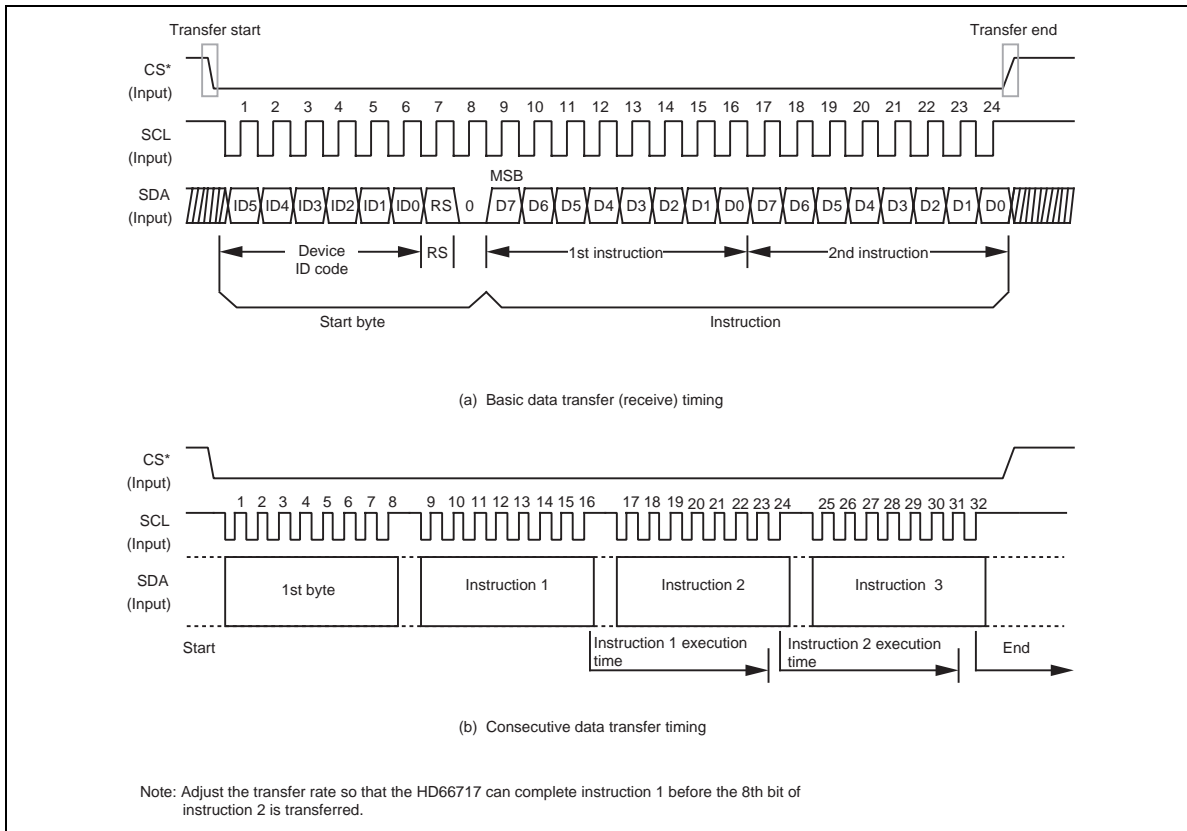 Transfer start
Transfer end
CS*
(Input)
1 2 3 4 5 6 7 8 9 10 11 12 13 14 15 16 17 18 19 20 21 22 23 24
SCL
(Input)
MSB
SDA
(Input)
ID5 ID4 ID3 ID2 ID1 ID0 RS 0 D7 D6 D5 D4 D3 D2 D1 D0 D7 D6 D5 D4 D3 D2 D1 D0
Device
ID code
RS
1st instruction
2nd instruction
Start byte
Instruction
(a) Basic data transfer (receive) timing
CS*
(Input)
1 2 3 4 5 6 7 8 9 10 11 12 13 14 15 16 17 18 19 20 21 22 23 24 25 26 27 28 29 30 31 32
SCL
(Input)
SDA
(Input)
1st byte
Instruction 1
Instruction 2
Instruction 3
Start
Instruction 1 execution
time
Instruction 2 execution
time
End
(b) Consecutive data transfer timing
Note: Adjust the transfer rate so that the HD66717 can complete instruction 1 before the 8th bit of
instruction 2 is transferred.